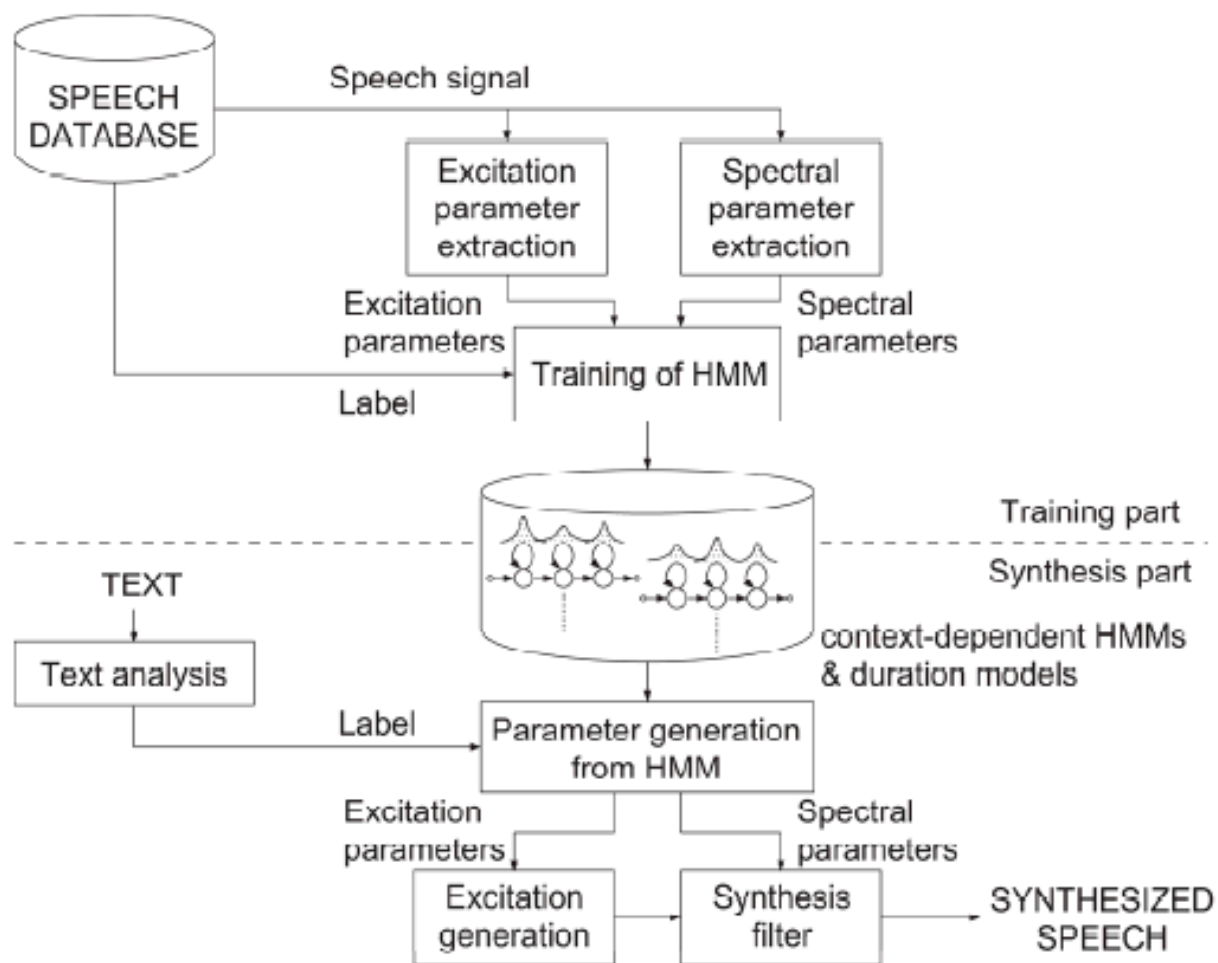 SPEECH
DATABASE
Speech signal
Excitation
parameter
extraction
Spectral
parameter
extraction
Excitation
parameters
Spectral
parameters
Training of HMM
Label
Training part
Synthesis part
TEXT
context-dependent HMMs
& duration models
Text analysis
Label
Parameter generation
from HMM
Excitation
parameters
Spectral
parameters
Excitation
generation
Synthesis
filter
SYNTHESIZED
SPEECH